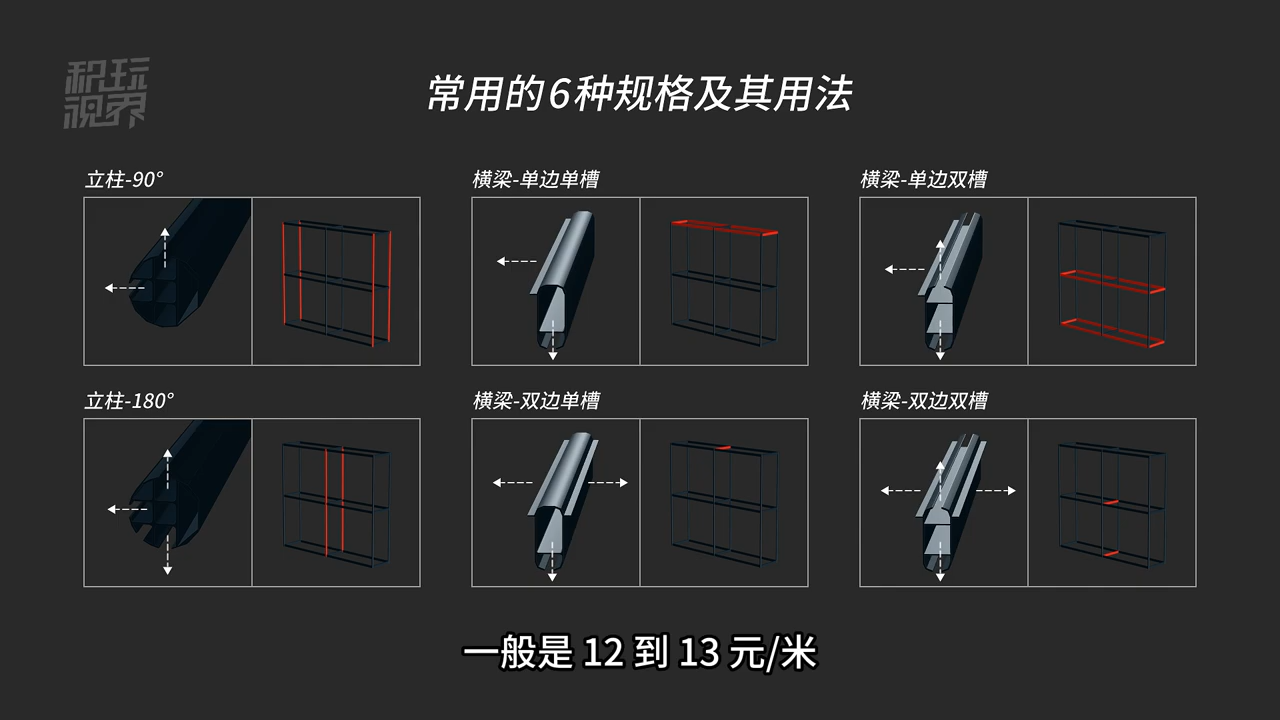 积玩
视界
常用的6种规格及其用法
立柱-90°
横梁-单边单槽
横梁-单边双槽
立柱-180°
横梁-双边单槽
横梁-双边双槽
一般是 12 到 13 元/米